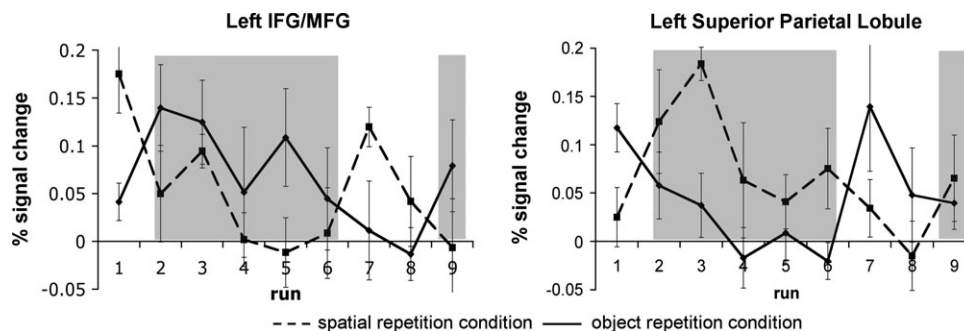 Left IFG/MFG
% signal change
0.2
0.15
0.1
0.05
0
-0.05
1 2 3 4 5 6 7 8 9
run
Left Superior Parietal Lobule
% signal change
0.2
0.15
0.1
0.05
0
-0.05
1 2 3 4 5 6 7 8 9
run
spatial repetition condition
object repetition condition